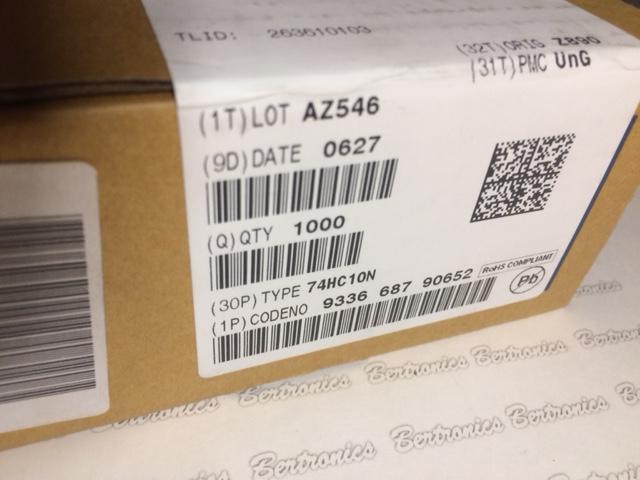 TLID: 263610103
(32T)ORIG Z890
(31T)PMC UnG
(1T)LOT AZ546
(9D)DATE 0627
(Q)QTY 1000
(30P)TYPE 74HC10N
(1P)CODENO 9336 687 90652
RoHS COMPLIANT
Pb
Bertronics
Bertronics Bertronics Bertronics
Bertronics Bertronics Bertronics